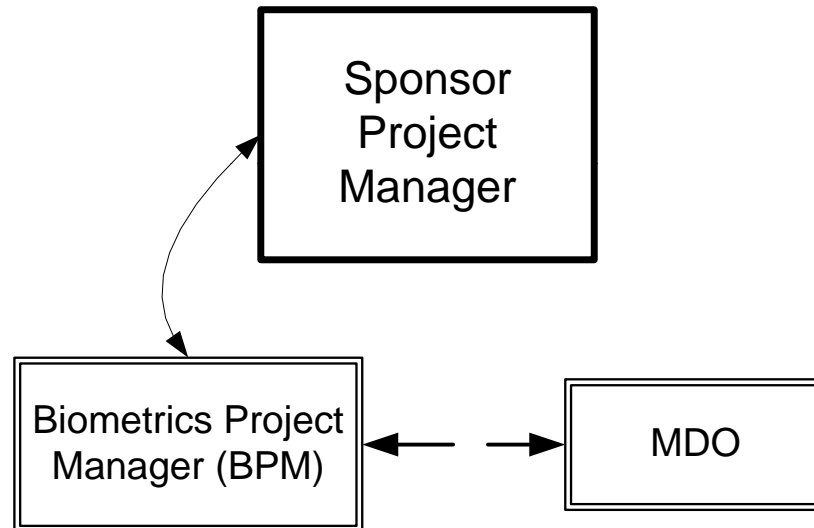 Sponsor
Project
Manager
Biometrics Project
Manager (BPM)
MDO